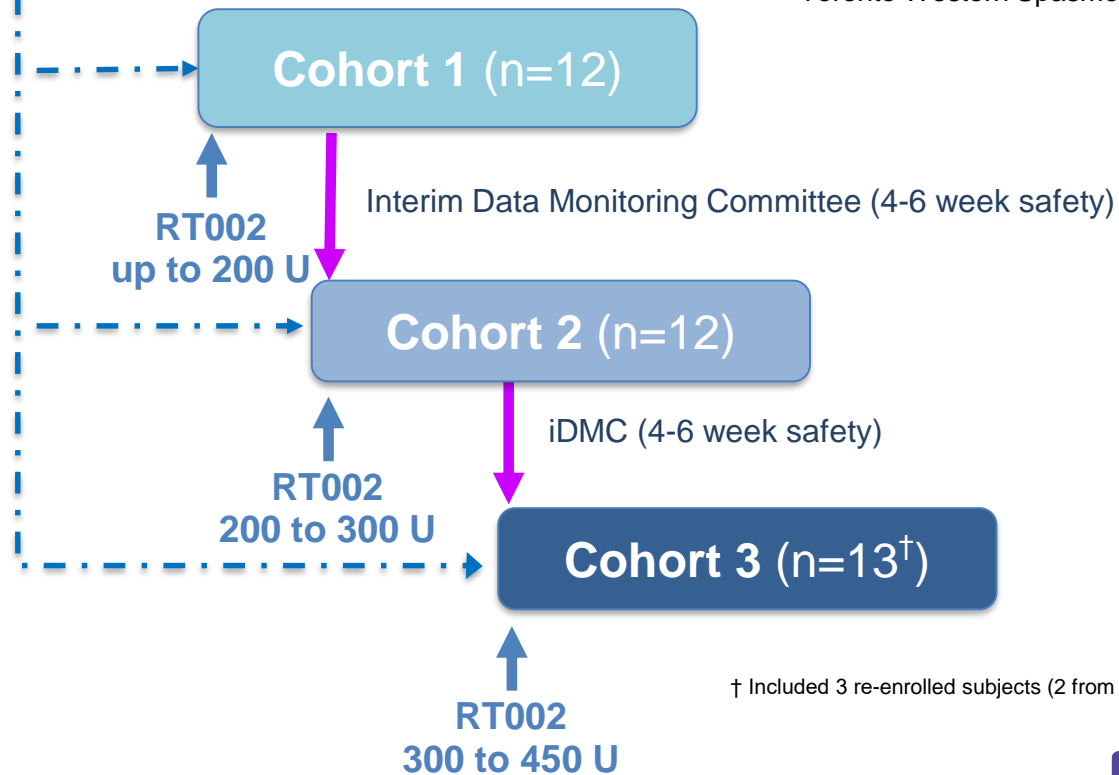 Cohort 1 (n=12)
Interim Data Monitoring Committee (4-6 week safety)
RT002
up to 200 U
Cohort 2 (n=12)
iDMC (4-6 week safety)
RT002
200 to 300 U
Cohort 3 (n=13†)
† Included 3 re-enrolled subjects (2 from
RT002
300 to 450 U